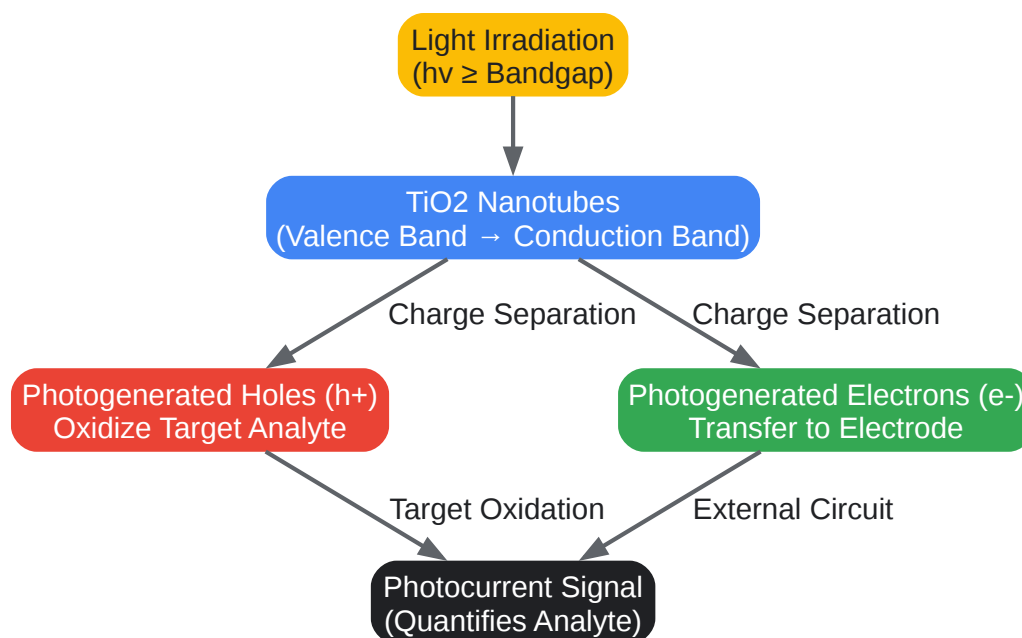 Light Irradiation
(hv ≥ Bandgap)
TiO2 Nanotubes
(Valence Band → Conduction Band)
Charge Separation
Charge Separation
Photogenerated Holes (h+)
Oxidize Target Analyte
Photogenerated Electrons (e-)
Transfer to Electrode
Target Oxidation
External Circuit
Photocurrent Signal
(Quantifies Analyte)